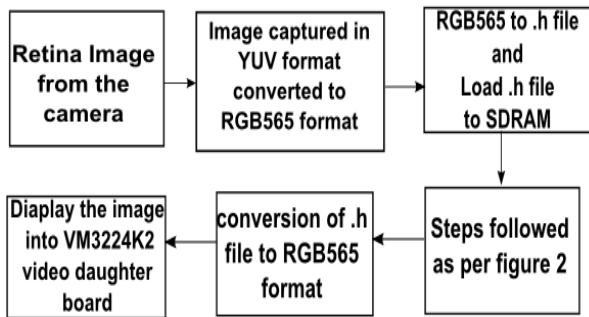 Retina Image
from the
camera
Image captured in
YUV format
converted to
RGB565 format
RGB565 to .h file
and
Load .h file
to SDRAM
Steps followed
as per figure 2
conversion of .h
file to RGB565
format
Diaplay the image
into VM3224K2
video daughter
board